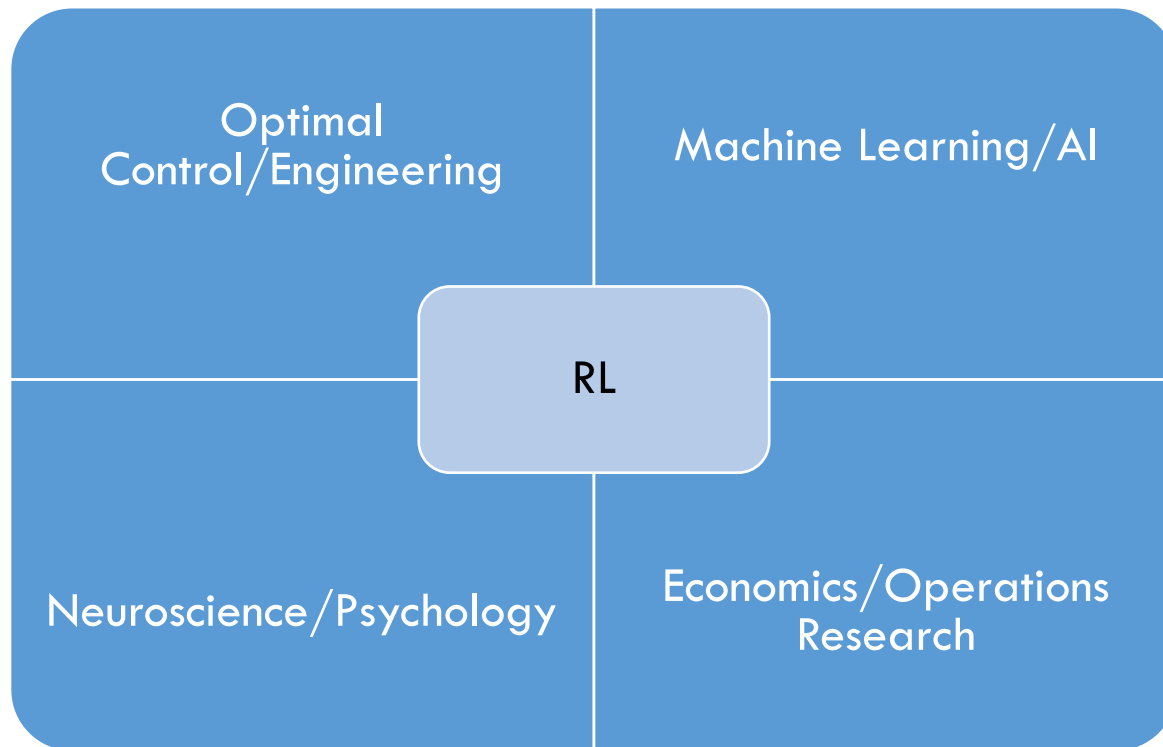 Optimal
Control/Engineering
Machine Learning/AI
RL
Neuroscience/Psychology
Economics/Operations
Research